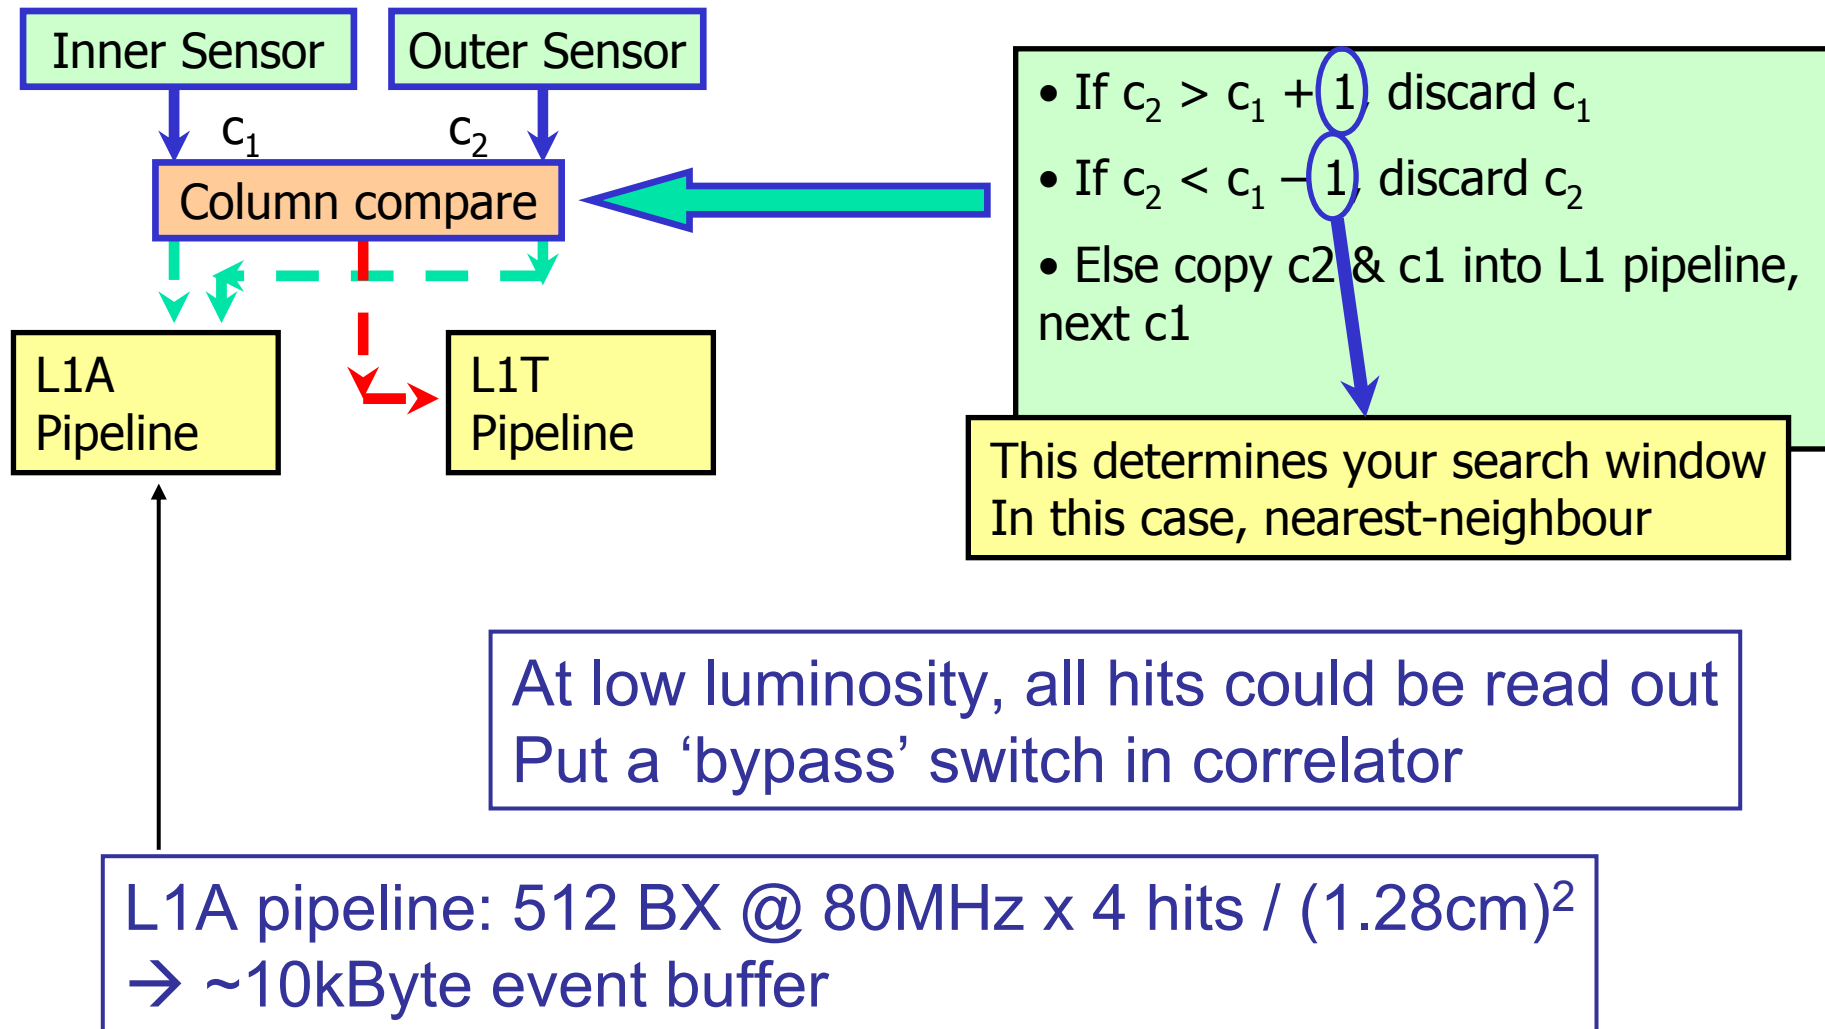 Inner Sensor
Outer Sensor
c₁
c₂
Column compare
L1A
Pipeline
L1T
Pipeline
• If c₂ > c₁ + 1, discard c₁
• If c₂ < c₁ – 1, discard c₂
• Else copy c2 & c1 into L1 pipeline,
next c1
This determines your search window
In this case, nearest-neighbour
At low luminosity, all hits could be read out
Put a ‘bypass’ switch in correlator
L1A pipeline: 512 BX @ 80MHz x 4 hits / (1.28cm)²
→ ~10kByte event buffer